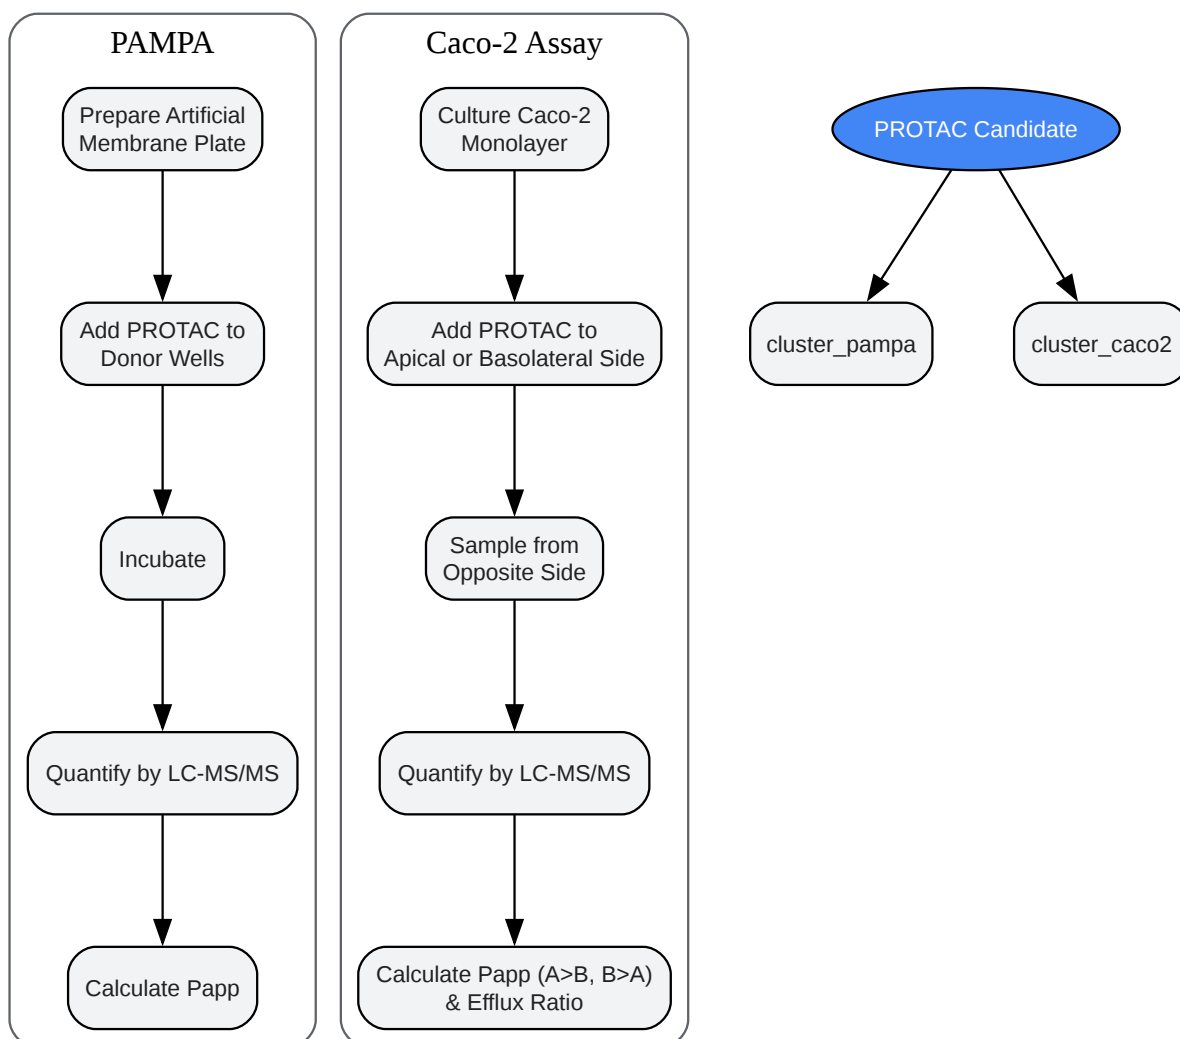 PAMPA
Prepare Artificial
Membrane Plate
Add PROTAC to
Donor Wells
Incubate
Quantify by LC-MS/MS
Calculate Papp
Caco-2 Assay
Culture Caco-2
Monolayer
Add PROTAC to
Apical or Basolateral Side
Sample from
Opposite Side
Quantify by LC-MS/MS
Calculate Papp (A>B, B>A)
& Efflux Ratio
PROTAC Candidate
cluster_pampa
cluster_caco2